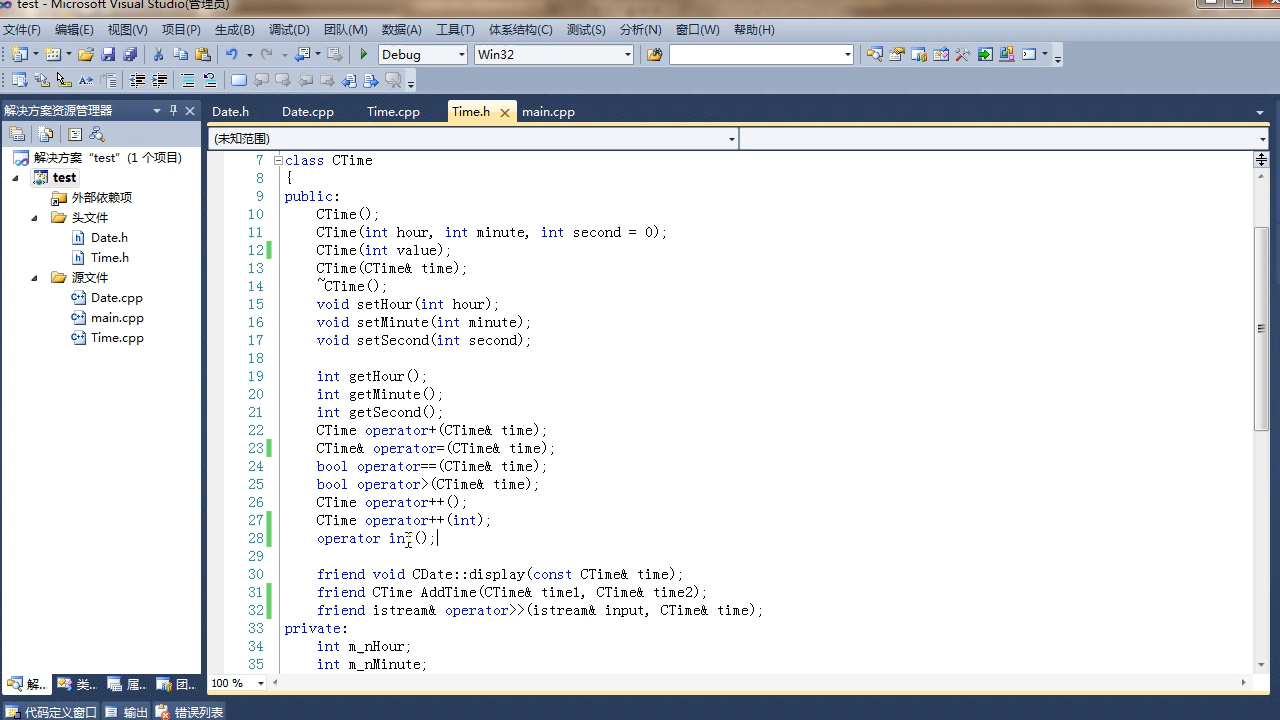 test - Microsoft Visual Studio(管理员)
文件(F) 编辑(E) 视图(V) 项目(P) 生成(B) 调试(D) 团队(M) 数据(A) 工具(T) 体系结构(C) 测试(S) 分析(N) 窗口(W) 帮助(H)
Debug Win32
解决方案资源管理器
Date.h Date.cpp Time.cpp Time.h main.cpp
(未知范围)
解决方案 “test” (1 个项目)
test
外部依赖项
头文件
Date.h
Time.h
源文件
Date.cpp
main.cpp
Time.cpp
7 class CTime
8 {
9 public:
10 CTime();
11 CTime(int hour, int minute, int second = 0);
12 CTime(int value);
13 CTime(CTime& time);
14 ~CTime();
15 void setHour(int hour);
16 void setMinute(int minute);
17 void setSecond(int second);
18
19 int getHour();
20 int getMinute();
21 int getSecond();
22 CTime operator+(CTime& time);
23 CTime& operator=(CTime& time);
24 bool operator==(CTime& time);
25 bool operator>(CTime& time);
26 CTime operator++();
27 CTime operator++(int);
28 operator int();
29
30 friend void CDate::display(const CTime& time);
31 friend CTime AddTime(CTime& time1, CTime& time2);
32 friend istream& operator>>(istream& input, CTime& time);
33 private:
34 int m_nHour;
35 int m_nMinute;
100 %
解... 类... 属... 团...
代码定义窗口 输出 错误列表